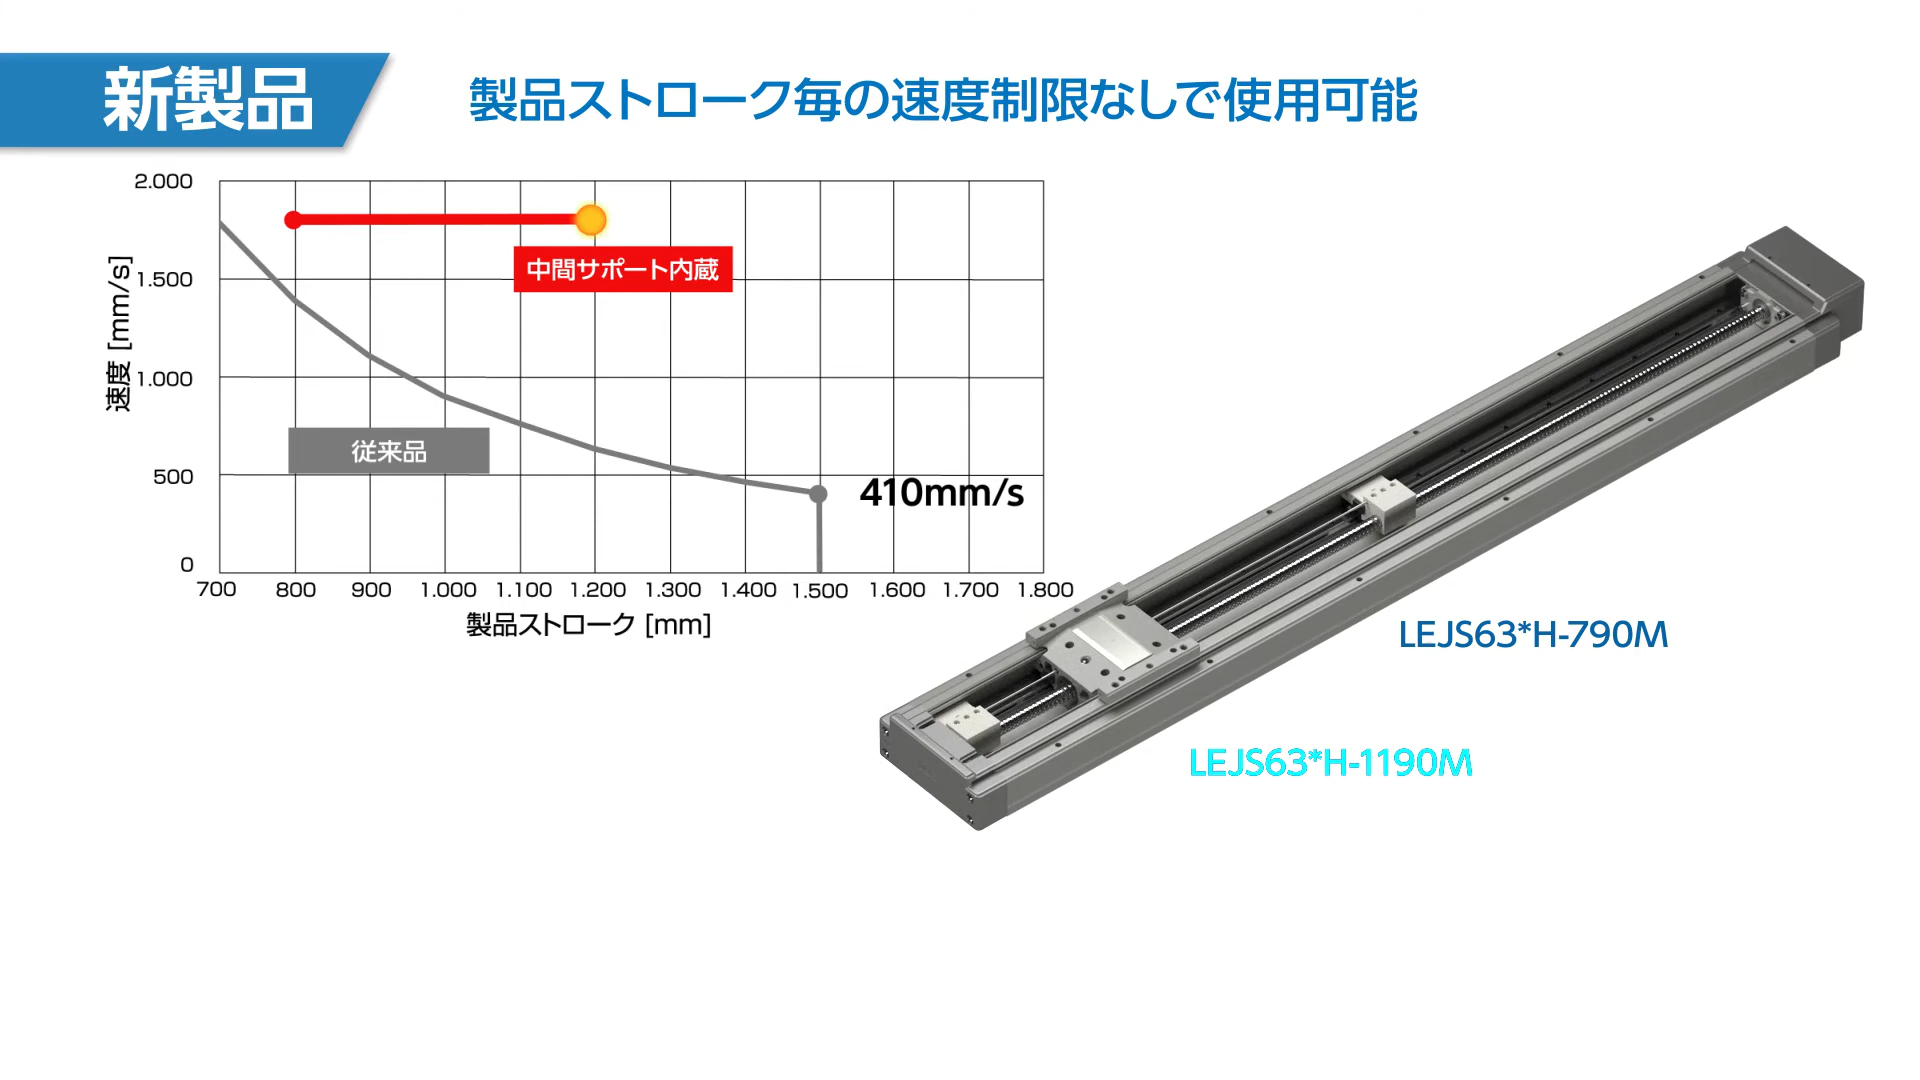 新製品
製品ストローク毎の速度制限なしで使用可能
2.000
1.500
1.000
500
0
速度 [mm/s]
中間サポート内蔵
従来品
410mm/s
700 800 900 1.000 1.100 1.200 1.300 1.400 1.500 1.600 1.700 1.800
製品ストローク [mm]
LEJS63*H-790M
LEJS63*H-1190M